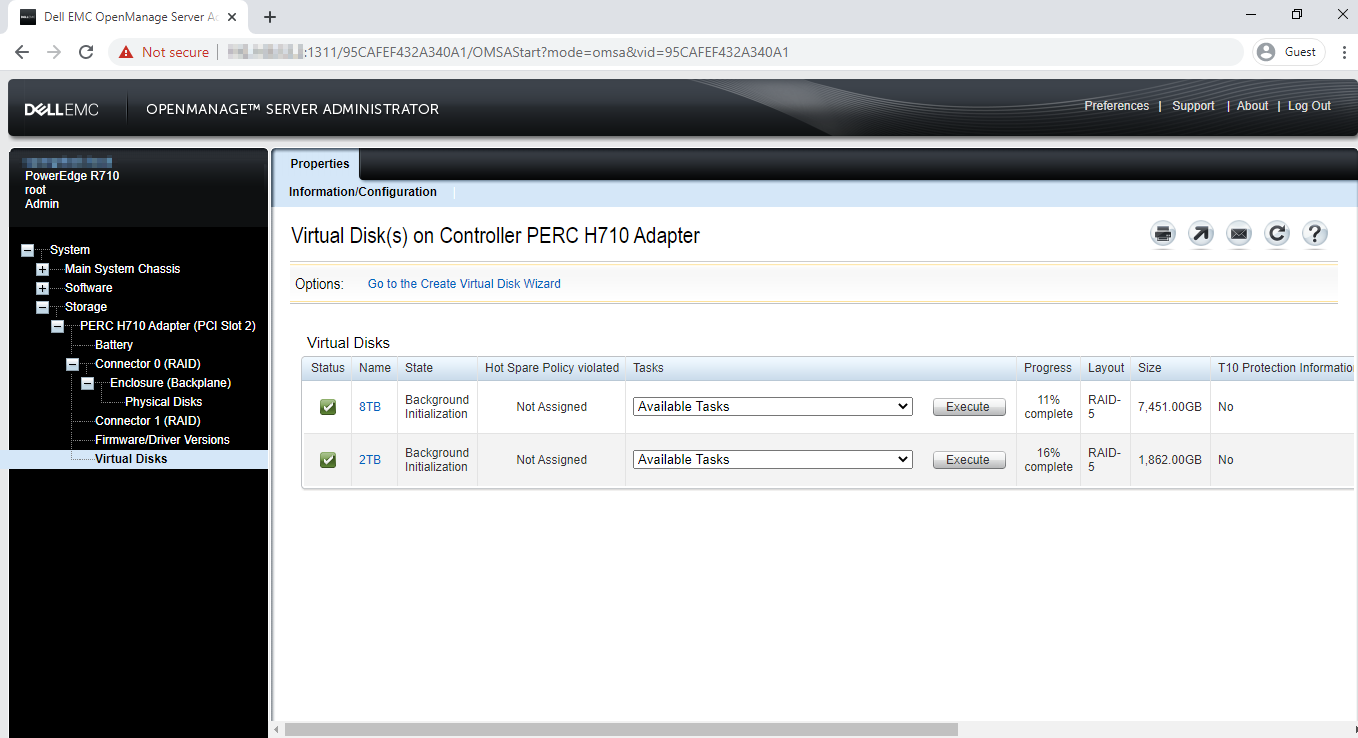 Dell EMC OpenManage Server A
Not secure
:1311/95CAFEF432A340A1/OMSAStart?mode=omsa&vid=95CAFEF432A340A1
Guest
DELLEMC
OPENMANAGE™ SERVER ADMINISTRATOR
Preferences | Support | About | Log Out
PowerEdge R710
root
Admin
System
Main System Chassis
Software
Storage
PERC H710 Adapter (PCI Slot 2)
Battery
Connector 0 (RAID)
Enclosure (Backplane)
Physical Disks
Connector 1 (RAID)
Firmware/Driver Versions
Virtual Disks
Properties
Information/Configuration
Virtual Disk(s) on Controller PERC H710 Adapter
Options: Go to the Create Virtual Disk Wizard
Virtual Disks
Status Name State Hot Spare Policy violated Tasks Progress Layout Size T10 Protection Information
8TB Background Initialization Not Assigned Available Tasks Execute 11% complete RAID-5 7,451.00GB No
2TB Background Initialization Not Assigned Available Tasks Execute 16% complete RAID-5 1,862.00GB No